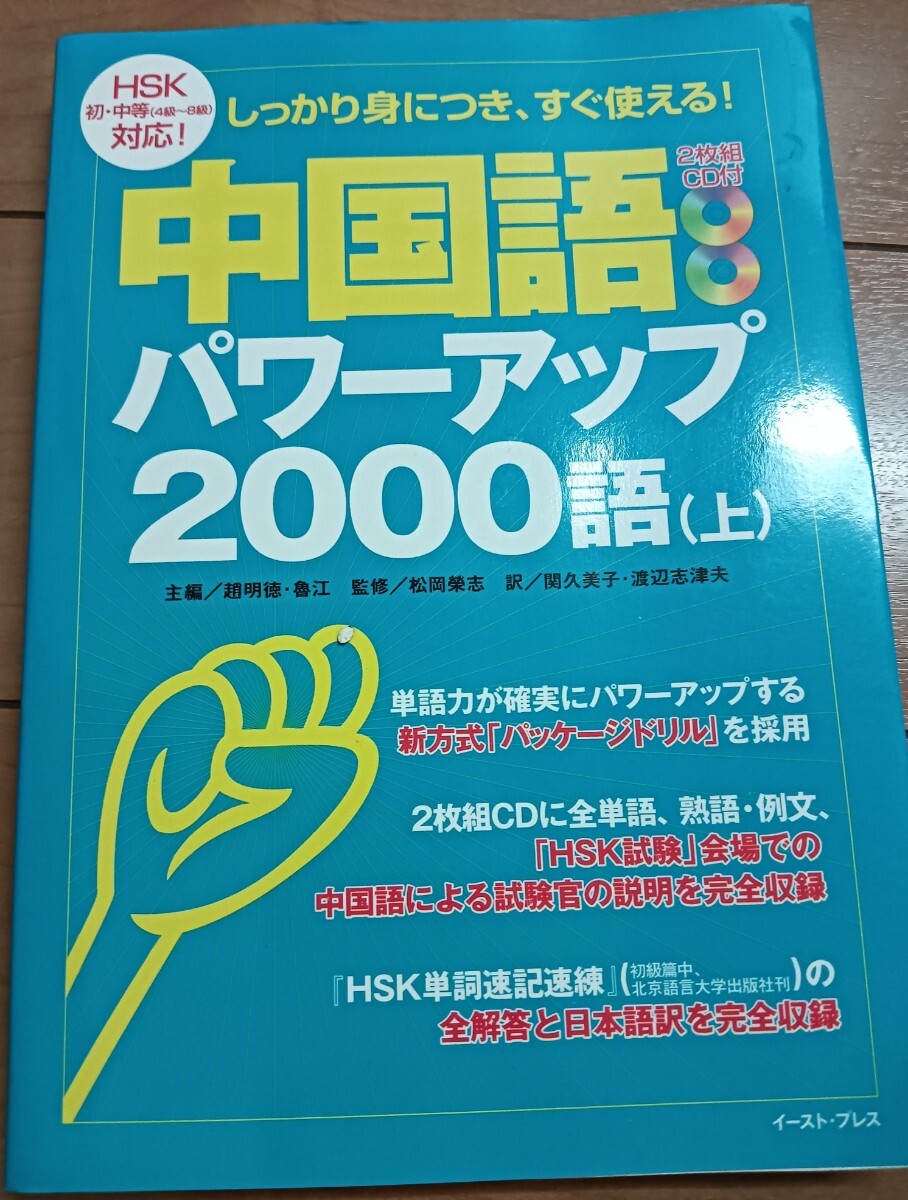 HSK
初・中等(4級~8級)
対応!
しっかり身につき、すぐ使える!
中国語
2枚組
CD付
パワーアップ
2000語(上)
主編/趙明徳・魯江 監修/松岡榮志 訳/関久美子・渡辺志津夫
単語力が確実にパワーアップする
新方式「パッケージドリル」を採用
2枚組CDに全単語、熟語・例文、
「HSK試験」会場での
中国語による試験官の説明を完全収録
『HSK単詞速記速練』(初級篇中、
北京語言大学出版社刊)の
全解答と日本語訳を完全収録
イースト・プレス